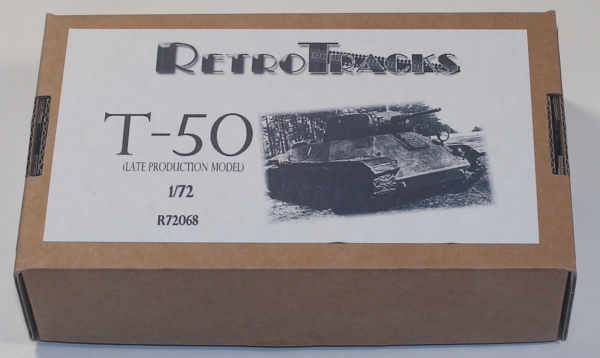 RetroTracks
T-50
(LATE PRODUCTION MODEL)
1/72
R72068